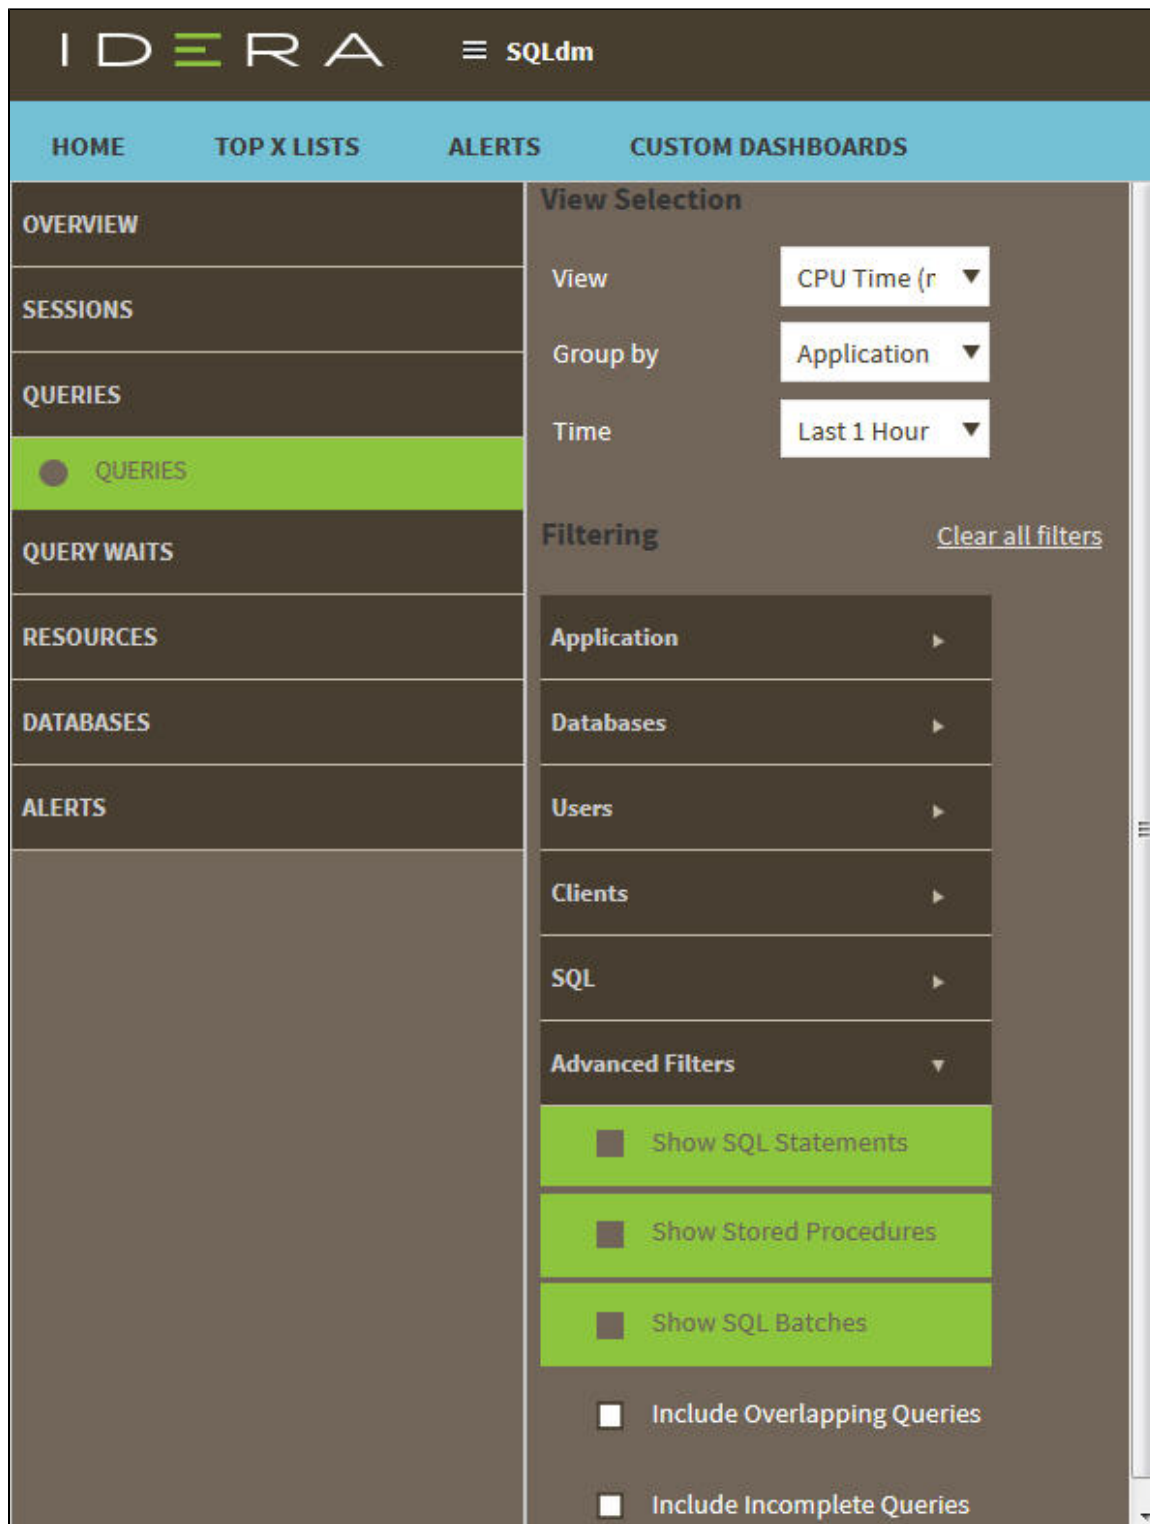 IDERA SQLdm
HOME TOP X LISTS ALERTS CUSTOM DASHBOARDS
OVERVIEW
SESSIONS
QUERIES
QUERIES
QUERY WAITS
RESOURCES
DATABASES
ALERTS
View Selection
View CPU Time (r
Group by Application
Time Last 1 Hour
Filtering Clear all filters
Application
Databases
Users
Clients
SQL
Advanced Filters
Show SQL Statements
Show Stored Procedures
Show SQL Batches
Include Overlapping Queries
Include Incomplete Queries